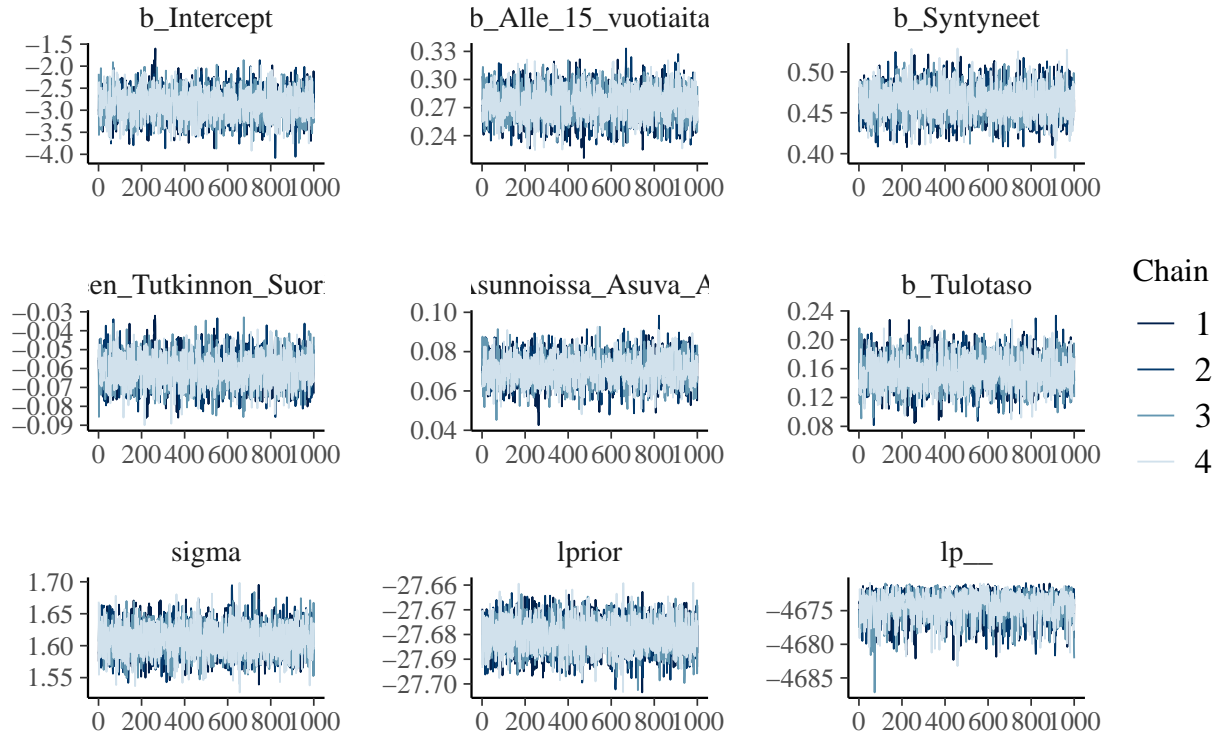 b_Intercept b_Alle_15_vuotiaita b_Syntyneet
−1.5 −2.0 −2.5 −3.0 −3.5 −4.0
0 200 400 600 800 1000
0.33 0.30 0.27 0.24
0 200 400 600 800 1000
0.50 0.45 0.40
0 200 400 600 800 1000
en_Tutkinnon_Suor sunnoissa_Asuva_A b_Tulotaso
−0.03 −0.04 −0.05 −0.06 −0.07 −0.08 −0.09
0 200 400 600 800 1000
0.10 0.08 0.06 0.04
0 200 400 600 800 1000
0.24 0.20 0.16 0.12 0.08
0 200 400 600 800 1000
Chain
1
2
3
4
sigma lprior lp__
1.70 1.65 1.60 1.55
0 200 400 600 800 1000
−27.66 −27.67 −27.68 −27.69 −27.70
0 200 400 600 800 1000
−4675 −4680 −4685
0 200 400 600 800 1000